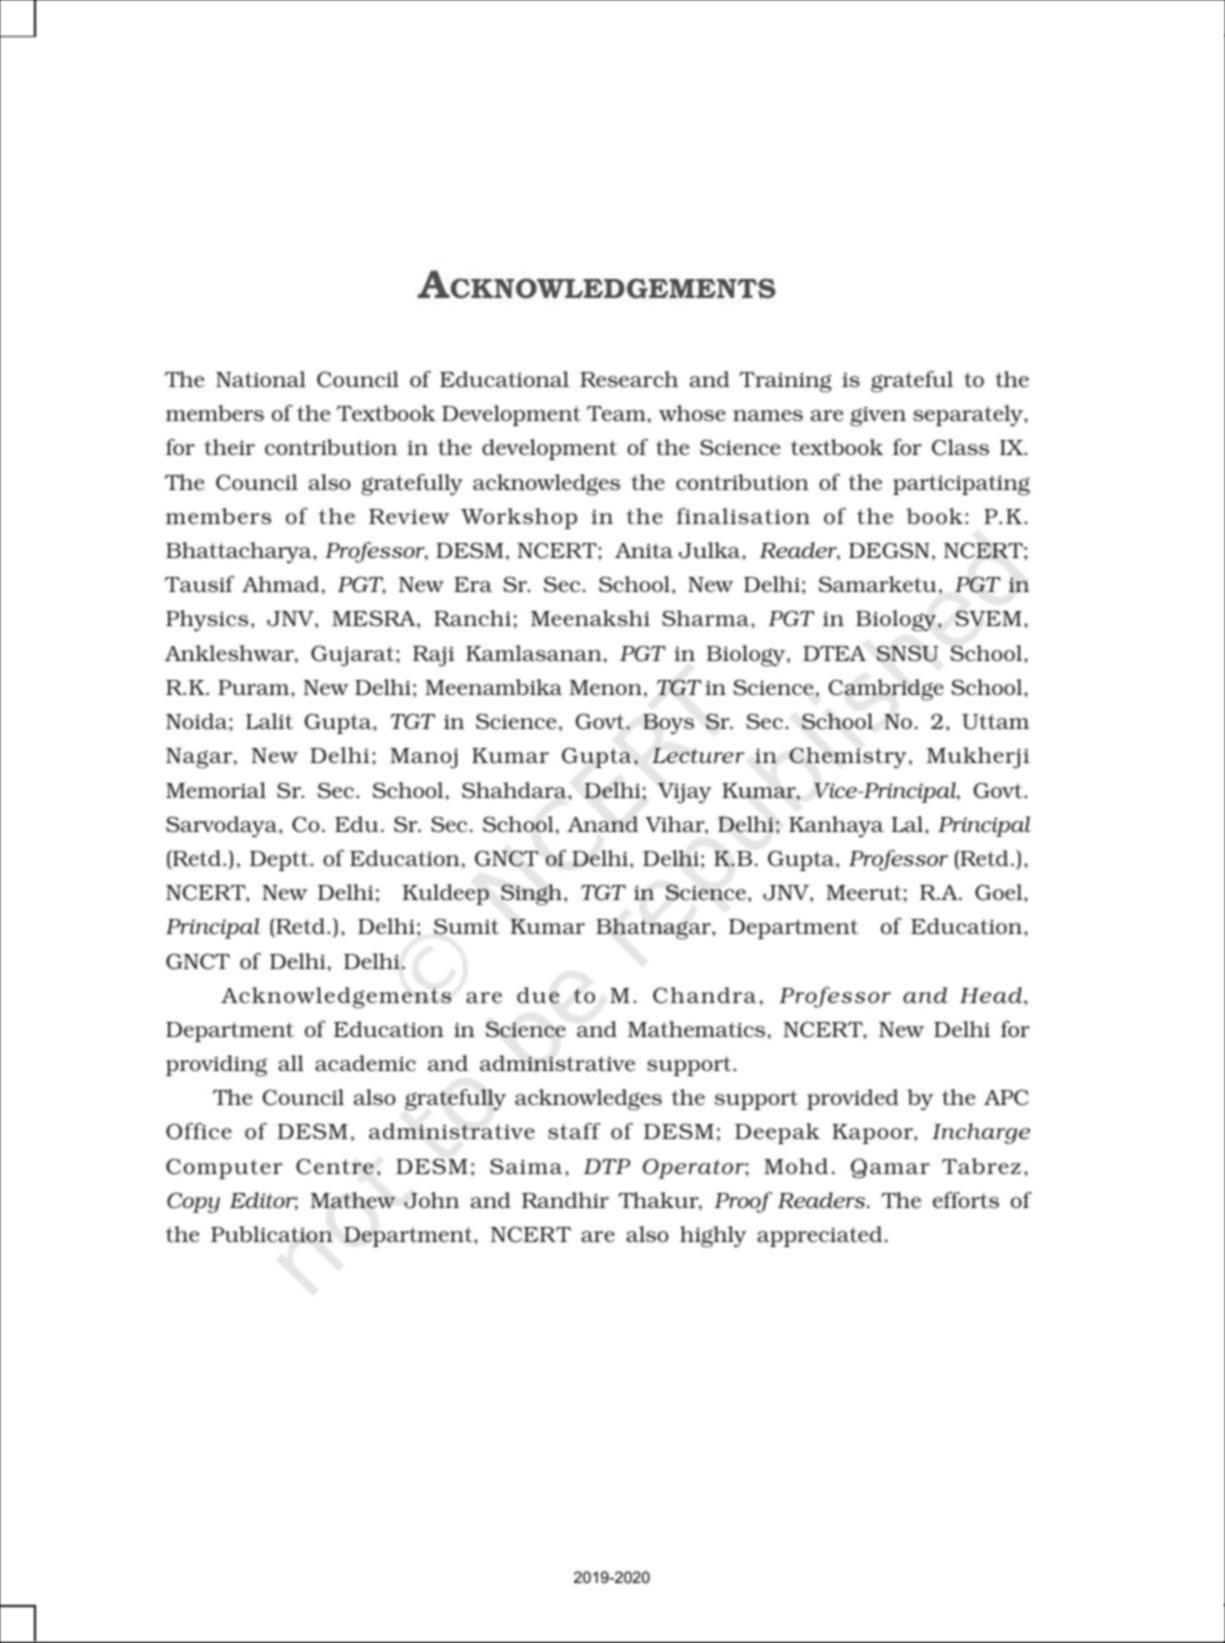 ACKNOWLEDGEMENTS
The National Council of Educational Research and Training is grateful to the
members of the Textbook Development Team, whose names are given separately,
for their contribution in the development of the Science textbook for Class IX.
The Council also gratefully acknowledges the contribution of the participating
members of the Review Workshop in the finalisation of the book: P.K.
Bhattacharya, Professor, DESM, NCERT; Anita Julka, Reader, DEGSN, NCERT;
Tausif Ahmad, PGT, New Era Sr. Sec. School, New Delhi; Samarketu, PGT in
Physics, JNV, MESRA, Ranchi; Meenakshi Sharma, PGT in Biology, SVEM,
Ankleshwar, Gujarat; Raji Kamlasanan, PGT in Biology, DTEA SNSU School,
R.K. Puram, New Delhi; Meenambika Menon, TGT in Science, Cambridge School,
Noida; Lalit Gupta, TGT in Science, Govt. Boys Sr. Sec. School No. 2, Uttam
Nagar, New Delhi; Manoj Kumar Gupta, Lecturer in Chemistry, Mukherji
Memorial Sr. Sec. School, Shahdara, Delhi; Vijay Kumar, Vice-Principal, Govt.
Sarvodaya, Co. Edu. Sr. Sec. School, Anand Vihar, Delhi; Kanhaya Lal, Principal
(Retd.), Deptt. of Education, GNCT of Delhi, Delhi; K.B. Gupta, Professor (Retd.),
NCERT, New Delhi; Kuldeep Singh, TGT in Science, JNV, Meerut; R.A. Goel,
Principal (Retd.), Delhi; Sumit Kumar Bhatnagar, Department of Education,
GNCT of Delhi, Delhi.
Acknowledgements are due to M. Chandra, Professor and Head,
Department of Education in Science and Mathematics, NCERT, New Delhi for
providing all academic and administrative support.
The Council also gratefully acknowledges the support provided by the APC
Office of DESM, administrative staff of DESM; Deepak Kapoor, Incharge
Computer Centre, DESM; Saima, DTP Operator; Mohd. Qamar Tabrez,
Copy Editor; Mathew John and Randhir Thakur, Proof Readers. The efforts of
the Publication Department, NCERT are also highly appreciated.
© NCERT
not to be republished
2019-2020